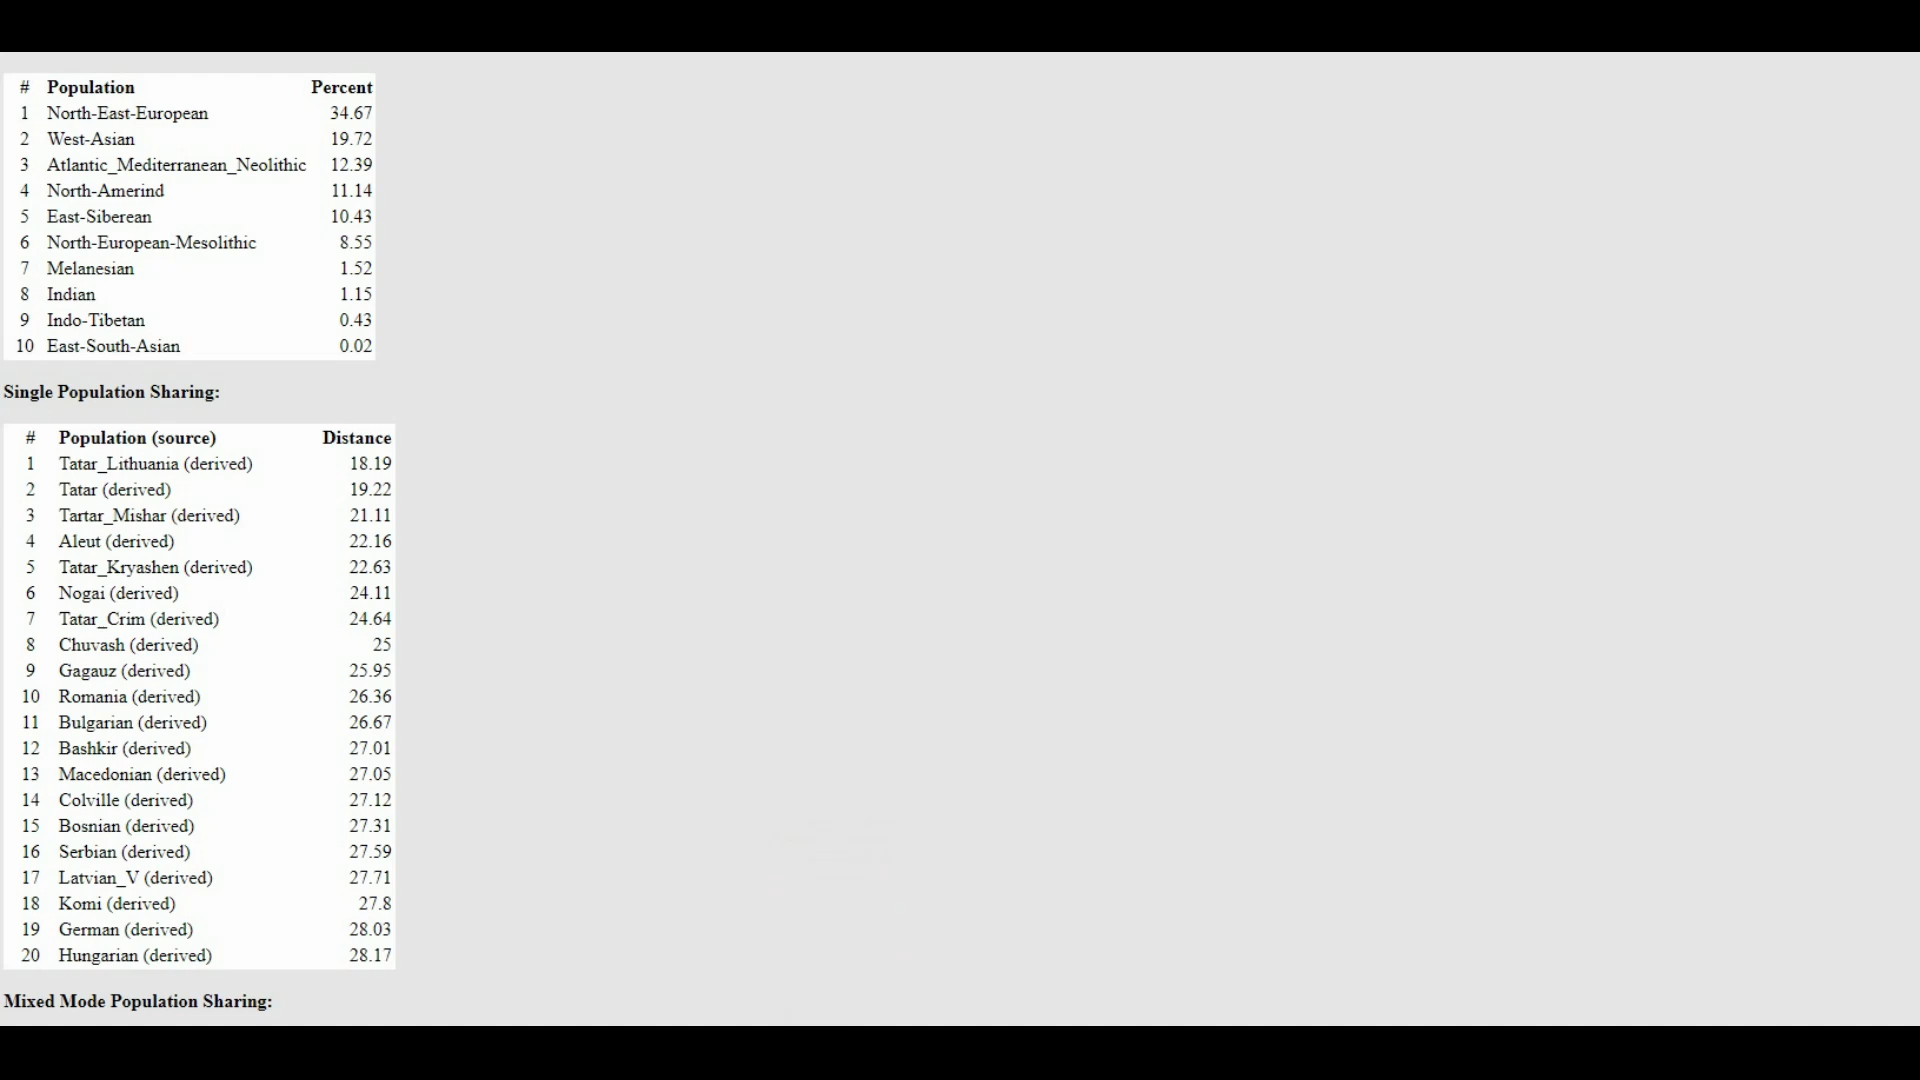 # Population Percent
1 North-East-European 34.67
2 West-Asian 19.72
3 Atlantic_Mediterranean_Neolithic 12.39
4 North-Amerind 11.14
5 East-Siberean 10.43
6 North-European-Mesolithic 8.55
7 Melanesian 1.52
8 Indian 1.15
9 Indo-Tibetan 0.43
10 East-South-Asian 0.02
Single Population Sharing:
# Population (source) Distance
1 Tatar_Lithuania (derived) 18.19
2 Tatar (derived) 19.22
3 Tartar_Mishar (derived) 21.11
4 Aleut (derived) 22.16
5 Tatar_Kryashen (derived) 22.63
6 Nogai (derived) 24.11
7 Tatar_Crim (derived) 24.64
8 Chuvash (derived) 25
9 Gagauz (derived) 25.95
10 Romania (derived) 26.36
11 Bulgarian (derived) 26.67
12 Bashkir (derived) 27.01
13 Macedonian (derived) 27.05
14 Colville (derived) 27.12
15 Bosnian (derived) 27.31
16 Serbian (derived) 27.59
17 Latvian_V (derived) 27.71
18 Komi (derived) 27.8
19 German (derived) 28.03
20 Hungarian (derived) 28.17
Mixed Mode Population Sharing: